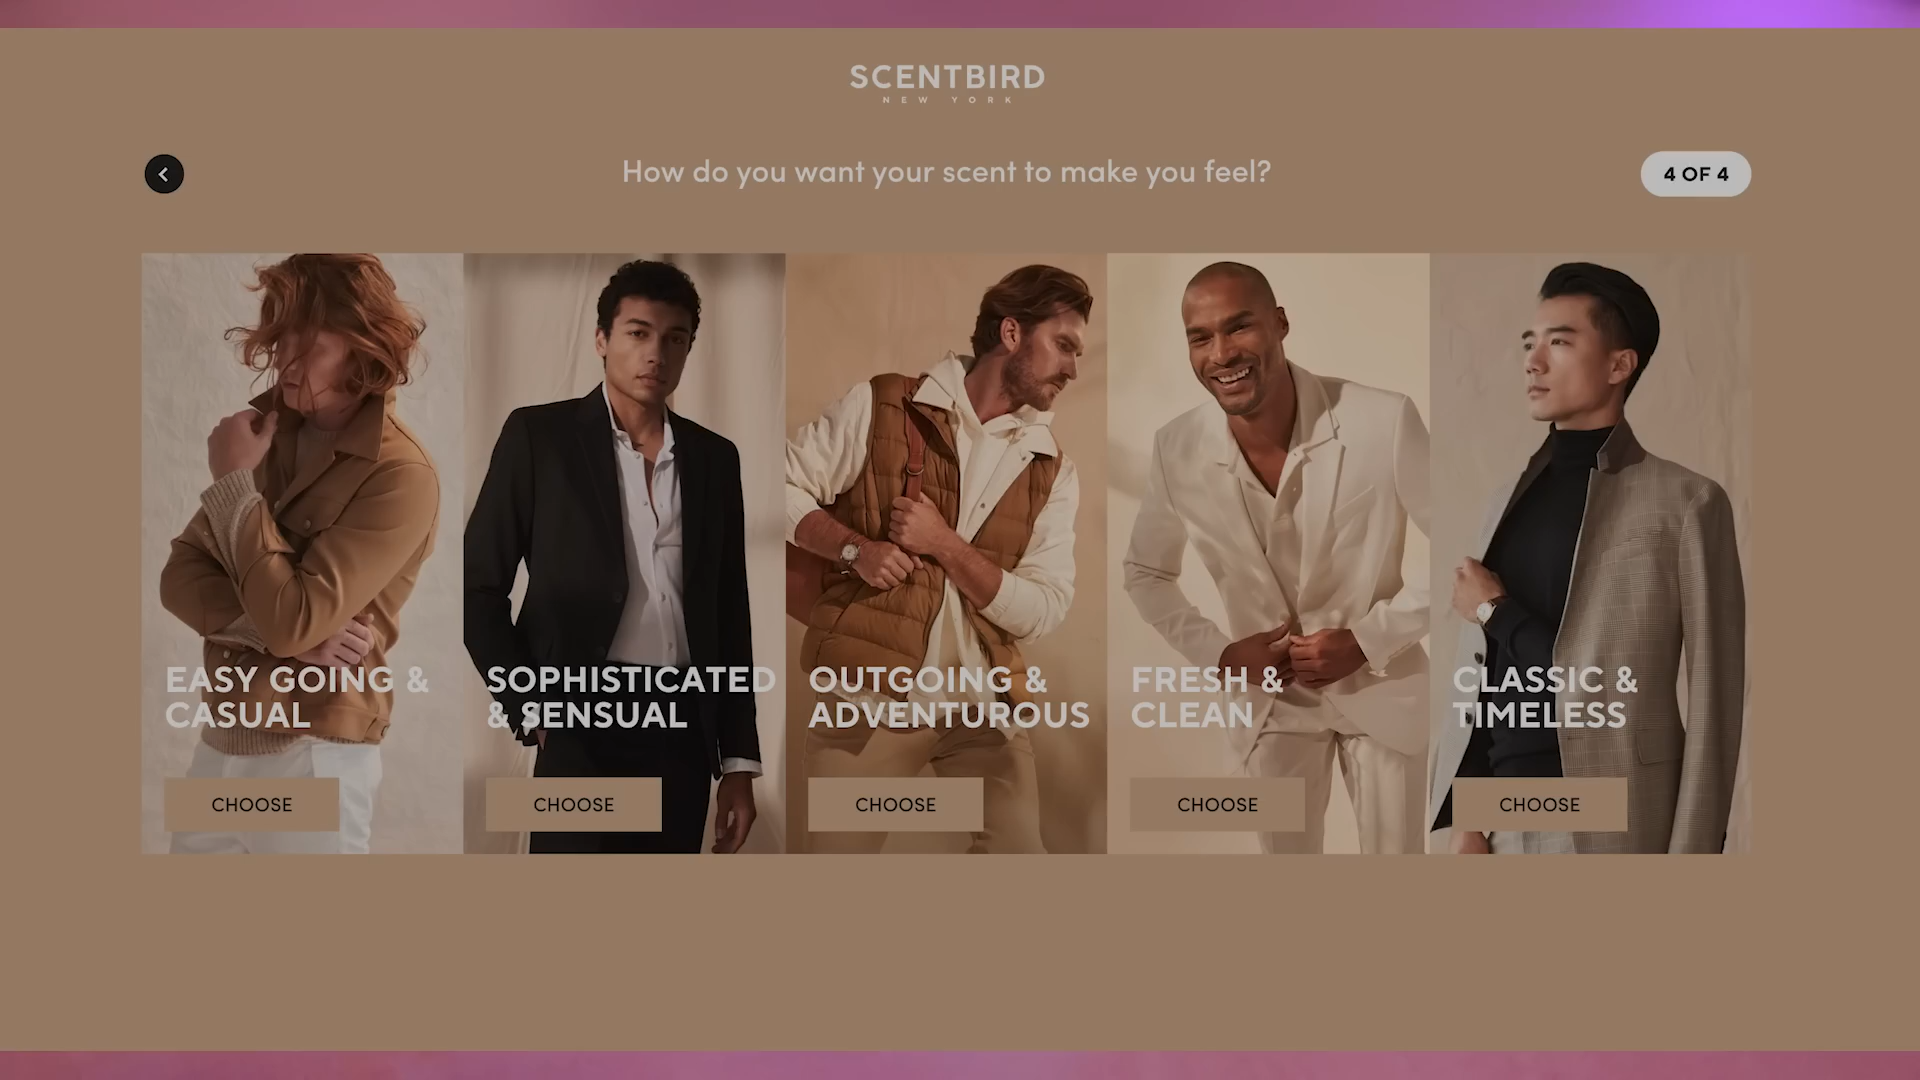 SCENTBIRD
NEW YORK
How do you want your scent to make you feel?
4 OF 4
EASY GOING &
CASUAL
CHOOSE
SOPHISTICATED
& SENSUAL
CHOOSE
OUTGOING &
ADVENTUROUS
CHOOSE
FRESH &
CLEAN
CHOOSE
CLASSIC &
TIMELESS
CHOOSE